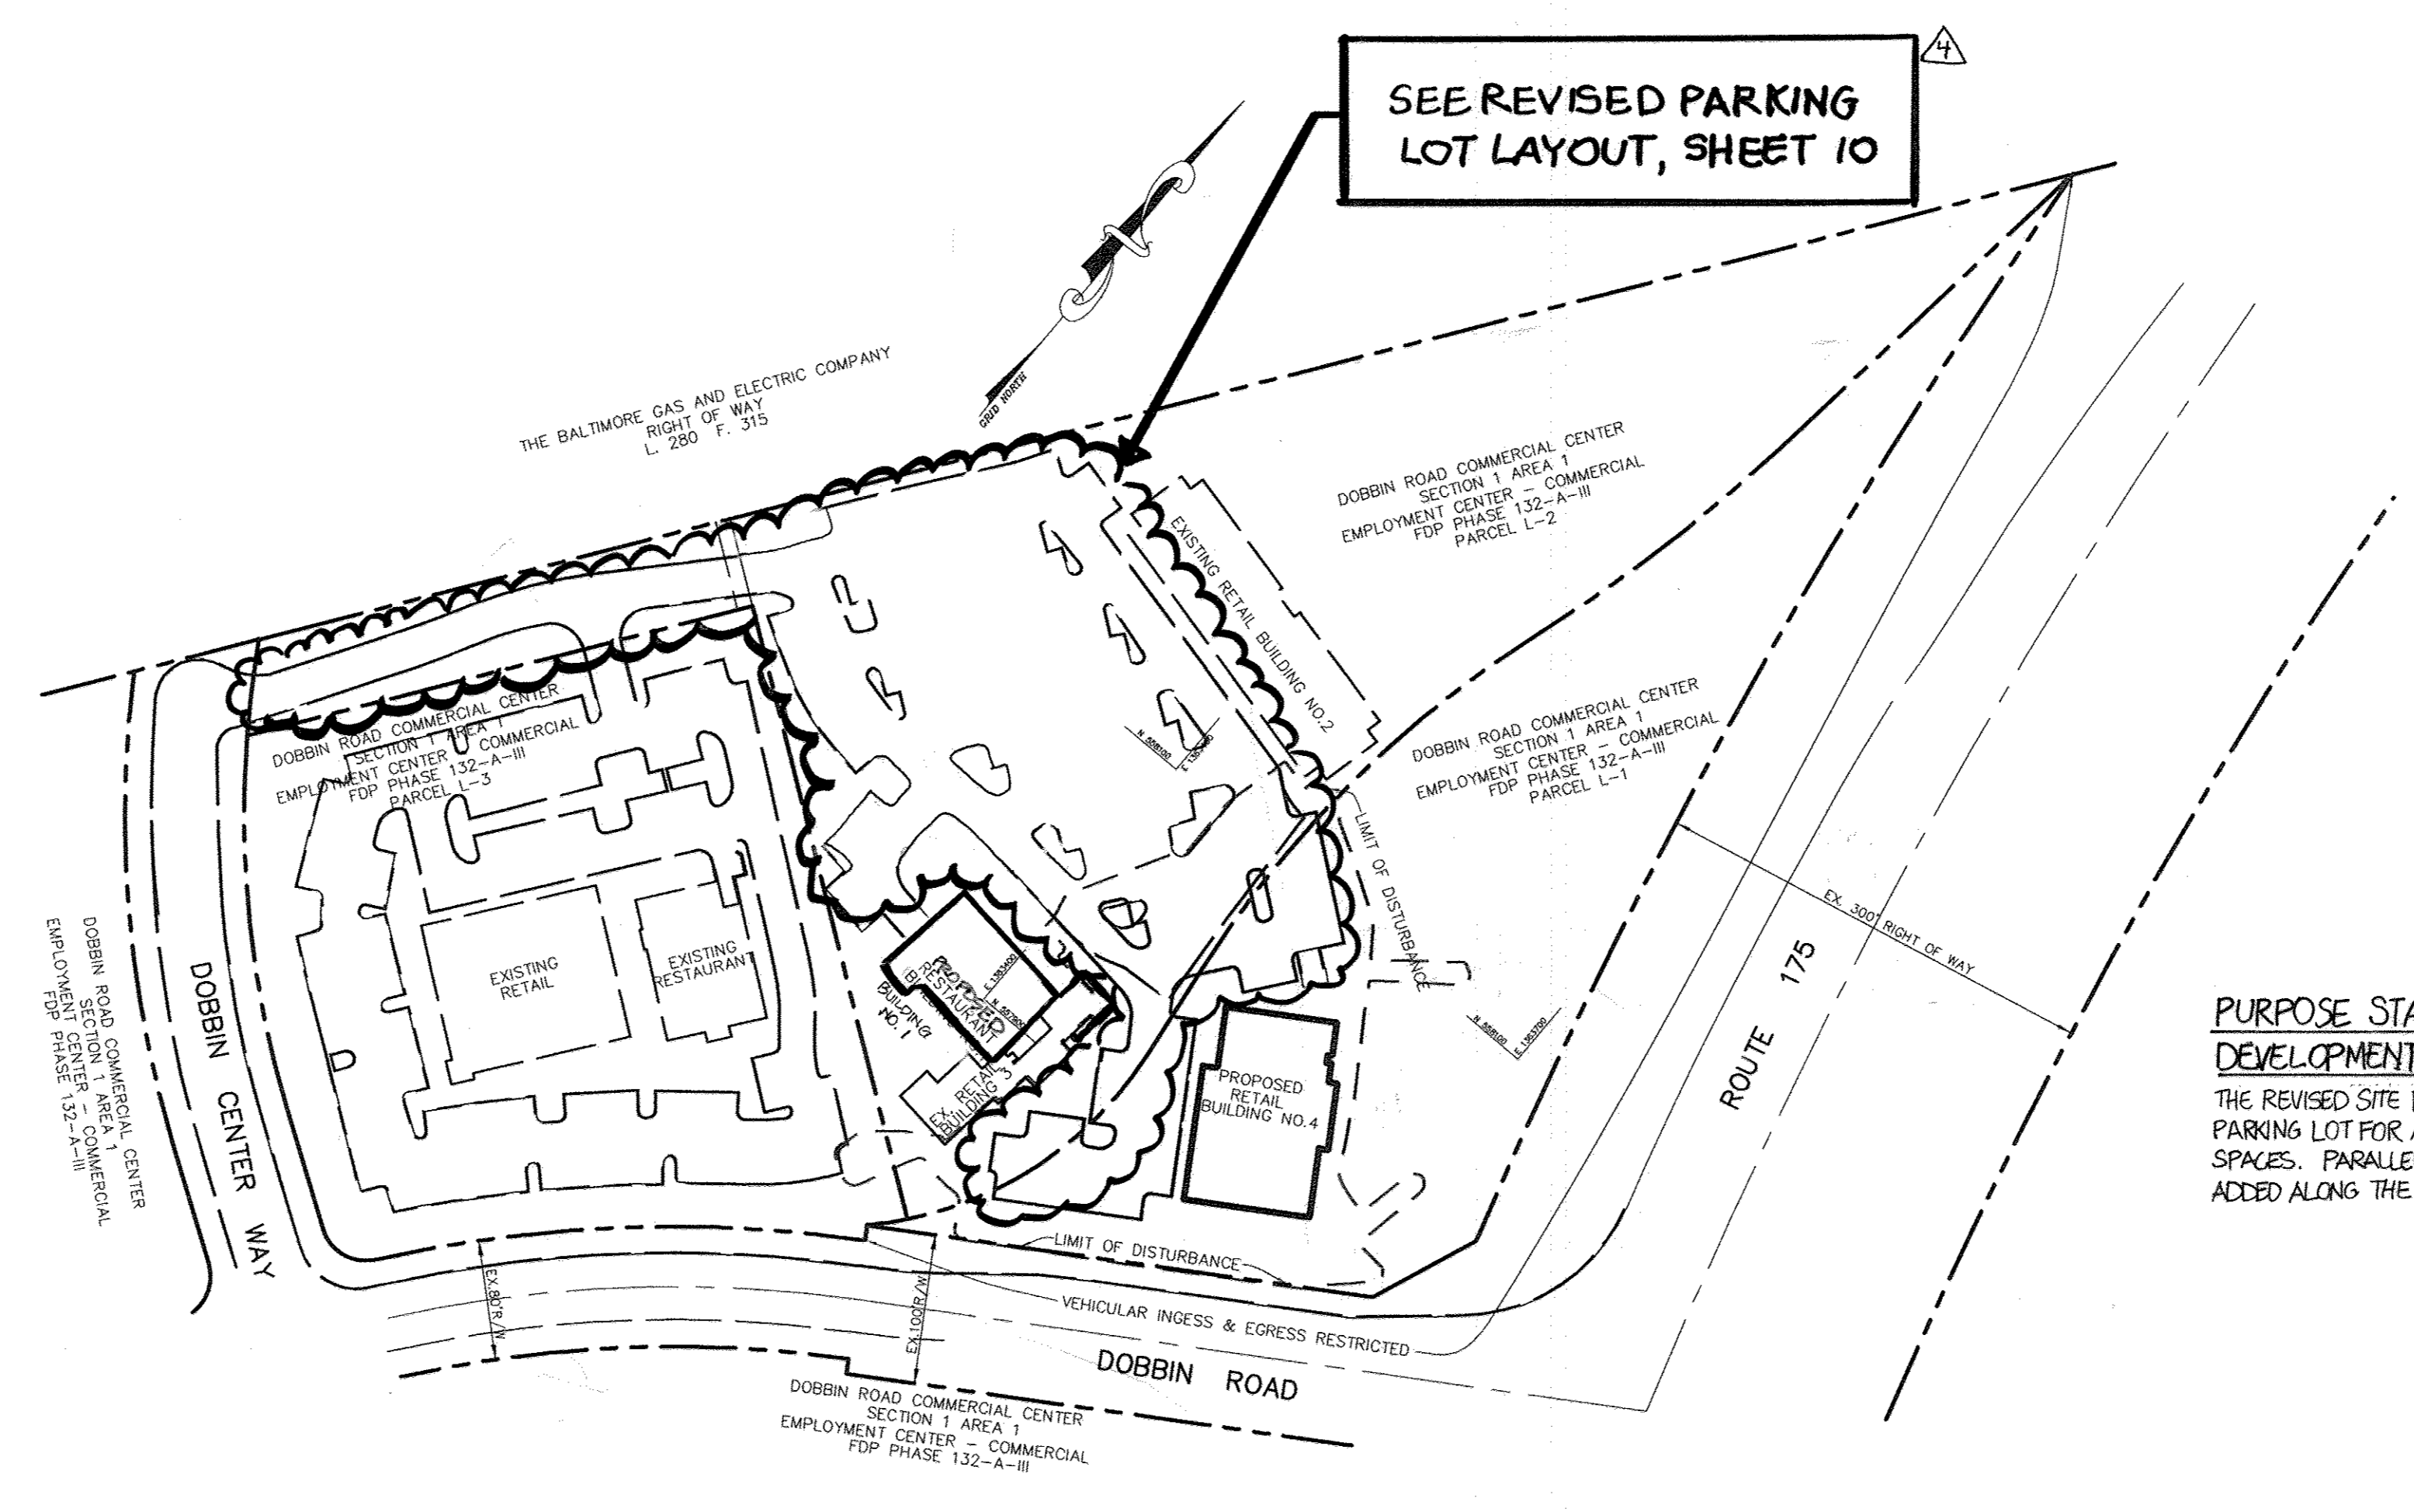 SEE REVISED PARKING
LOT LAYOUT, SHEET 10
4
GRID NORTH
THE BALTIMORE GAS AND ELECTRIC COMPANY
RIGHT OF WAY
L. 280 F. 315
DOBBIN ROAD COMMERCIAL CENTER
SECTION 1 AREA 1
EMPLOYMENT CENTER – COMMERCIAL
FDP PHASE 132-A-III
PARCEL L-2
EXISTING RETAIL BUILDING NO.2
DOBBIN ROAD COMMERCIAL CENTER
SECTION 1 AREA 1
EMPLOYMENT CENTER – COMMERCIAL
FDP PHASE 132-A-III
PARCEL L-1
DOBBIN ROAD COMMERCIAL CENTER
SECTION 1 AREA 1
EMPLOYMENT CENTER – COMMERCIAL
FDP PHASE 132-A-III
PARCEL L-3
N 558100
LIMIT OF DISTURBANCE
EX. 300' RIGHT OF WAY
ROUTE 175
DOBBIN ROAD COMMERCIAL CENTER
SECTION 1 AREA 1
EMPLOYMENT CENTER – COMMERCIAL
FDP PHASE 132-A-III
DOBBIN CENTER WAY
EXISTING
RETAIL
EXISTING
RESTAURANT
PROPOSED
RESTAURANT
BUILDING
NO. 1
E 1353400
N 557900
EX. RETAIL
BUILDING 3
PROPOSED
RETAIL
BUILDING NO.4
N 558100
E 1353700
PURPOSE STA
DEVELOPMENT
THE REVISED SITE
PARKING LOT FOR
SPACES. PARALLE
ADDED ALONG THE
LIMIT OF DISTURBANCE
EX.80'R/W
EX.100'R/W
VEHICULAR INGESS & EGRESS RESTRICTED
DOBBIN ROAD
DOBBIN ROAD COMMERCIAL CENTER
SECTION 1 AREA 1
EMPLOYMENT CENTER – COMMERCIAL
FDP PHASE 132-A-III